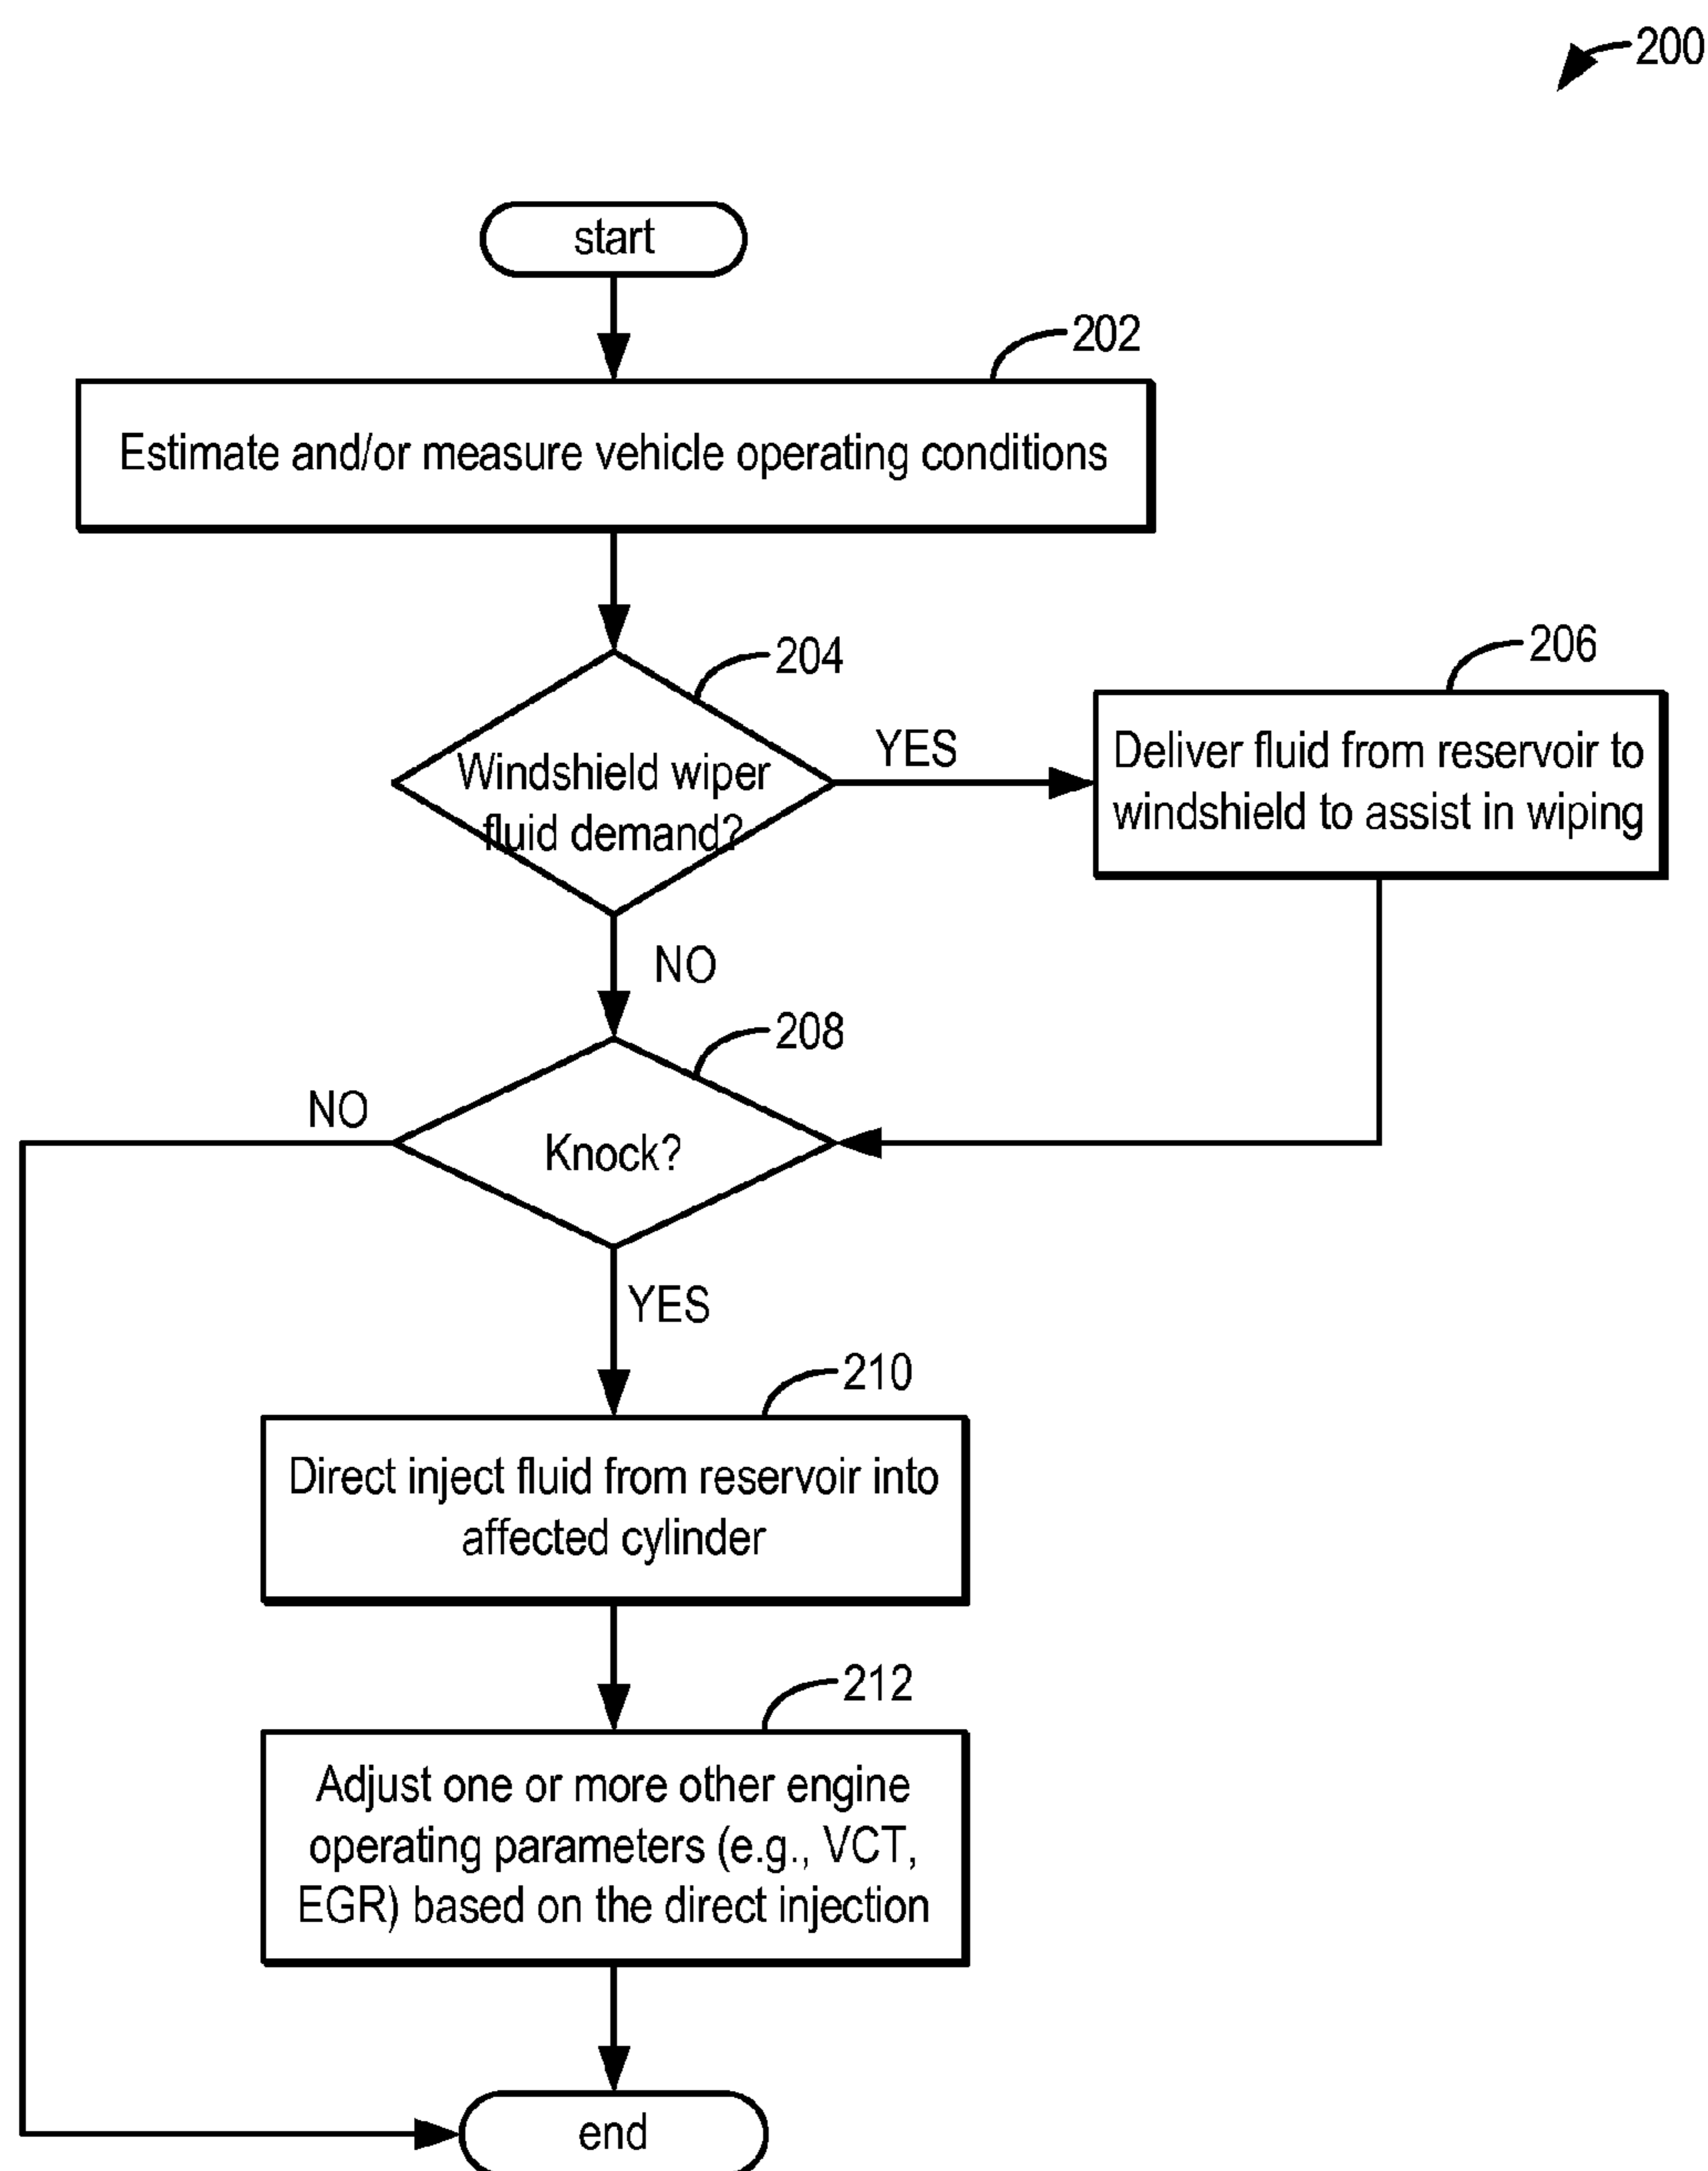 200
start
202
Estimate and/or measure vehicle operating conditions
204
206
Windshield wiper
fluid demand?
YES
Deliver fluid from reservoir to
windshield to assist in wiping
NO
208
NO
Knock?
YES
210
Direct inject fluid from reservoir into
affected cylinder
212
Adjust one or more other engine
operating parameters (e.g., VCT,
EGR) based on the direct injection
end